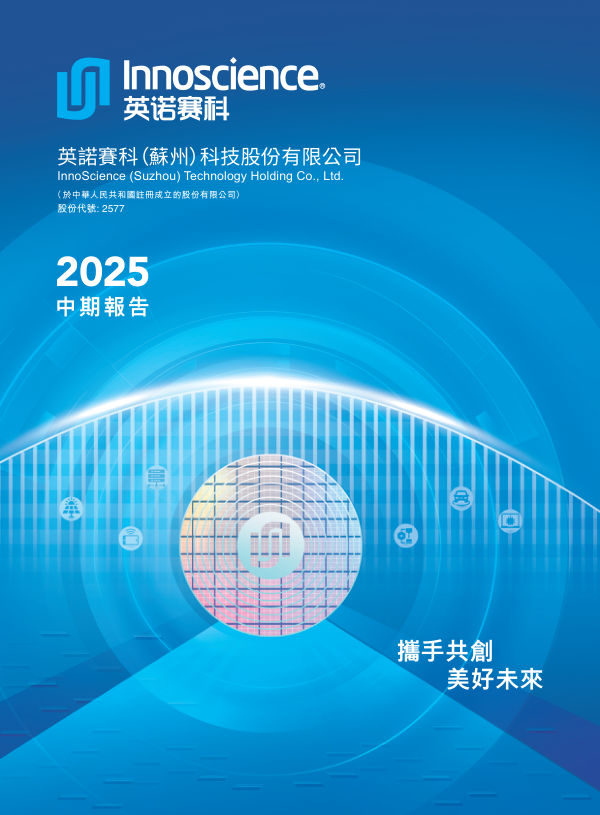 Innoscience®
英诺赛科
英諾賽科（蘇州）科技股份有限公司
InnoScience (Suzhou) Technology Holding Co., Ltd.
（於中華人民共和國註冊成立的股份有限公司）
股份代號: 2577
2025
中期報告
攜手共創
美好未來